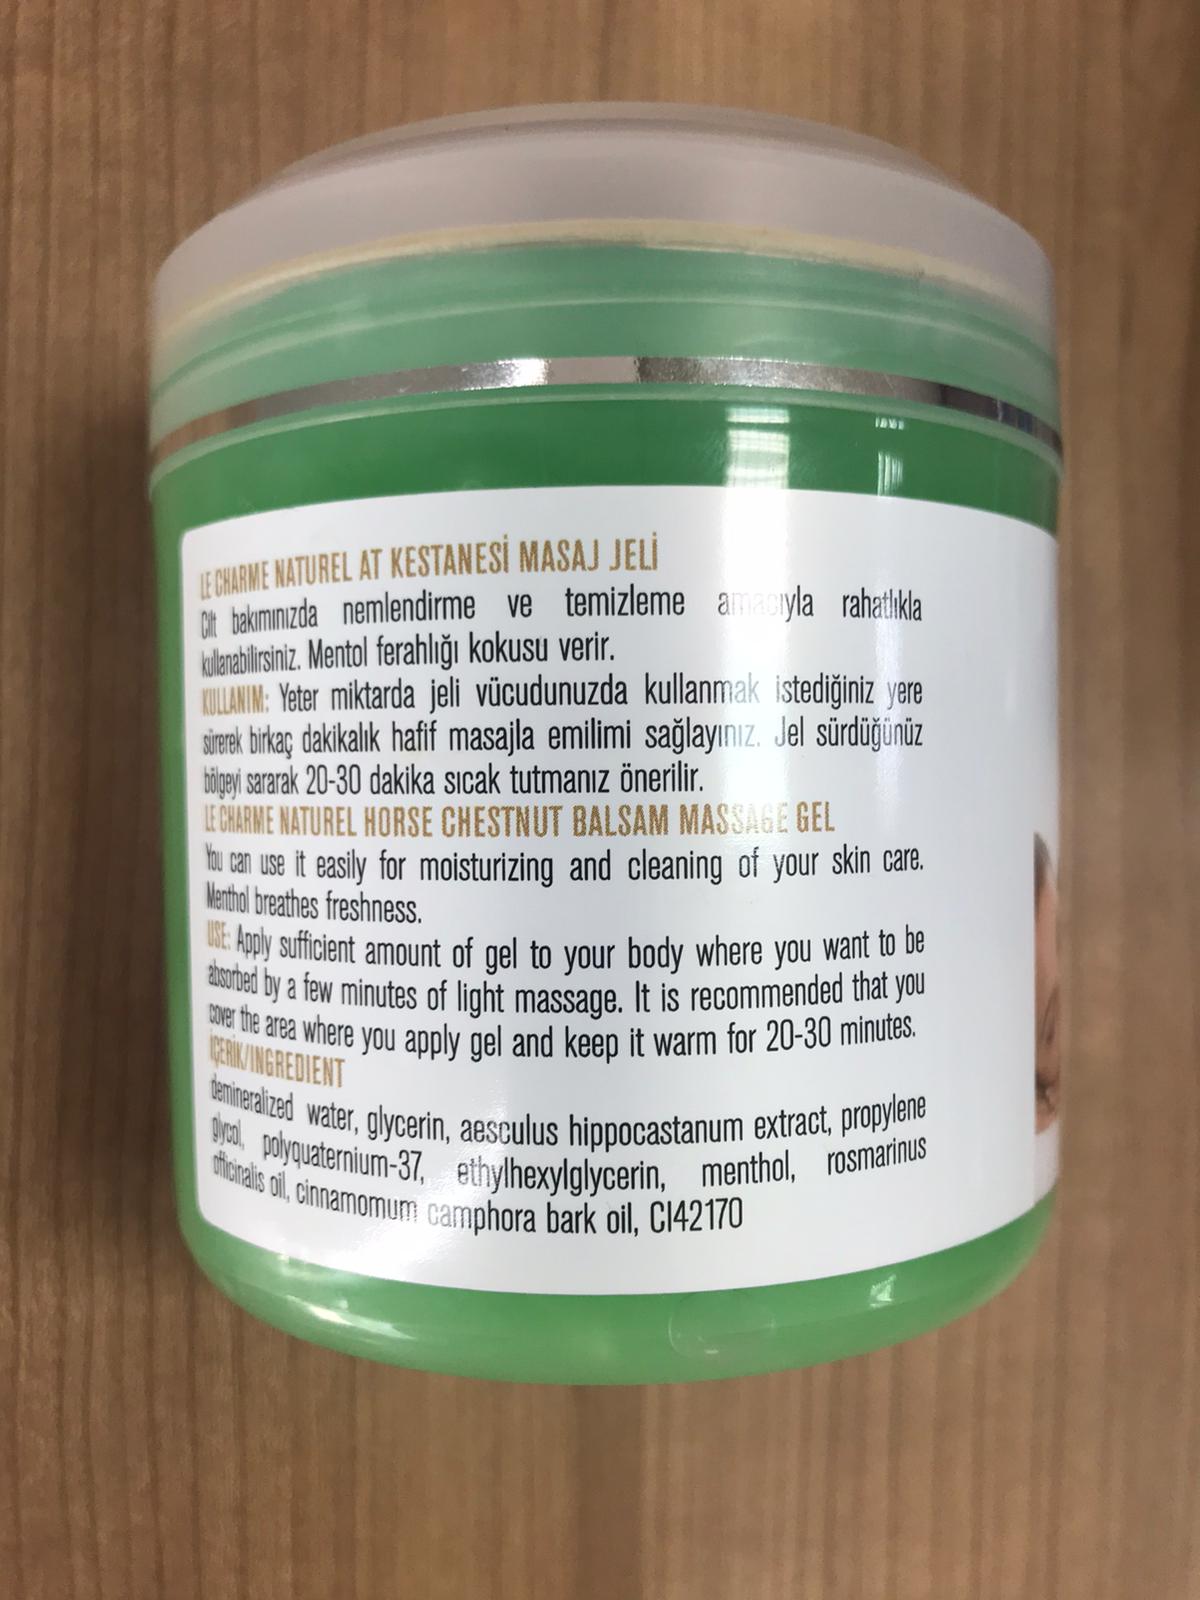 LE CHARME NATUREL AT KESTANESİ MASAJ JELİ
Cilt bakımınızda nemlendirme ve temizleme amacıyla rahatlıkla
kullanabilirsiniz. Mentol ferahlığı kokusu verir.
KULLANIM: Yeter miktarda jeli vücudunuzda kullanmak istediğiniz yere
sürerek birkaç dakikalık hafif masajla emilimi sağlayınız. Jel sürdüğünüz
bölgeyi sararak 20-30 dakika sıcak tutmanız önerilir.
LE CHARME NATUREL HORSE CHESTNUT BALSAM MASSAGE GEL
You can use it easily for moisturizing and cleaning of your skin care.
Menthol breathes freshness.
USE: Apply sufficient amount of gel to your body where you want to be
absorbed by a few minutes of light massage. It is recommended that you
cover the area where you apply gel and keep it warm for 20-30 minutes.
İÇERİK/INGREDIENT
demineralized water, glycerin, aesculus hippocastanum extract, propylene
glycol, polyquaternium-37, ethylhexylglycerin, menthol, rosmarinus
officinalis oil, cinnamomum camphora bark oil, CI42170